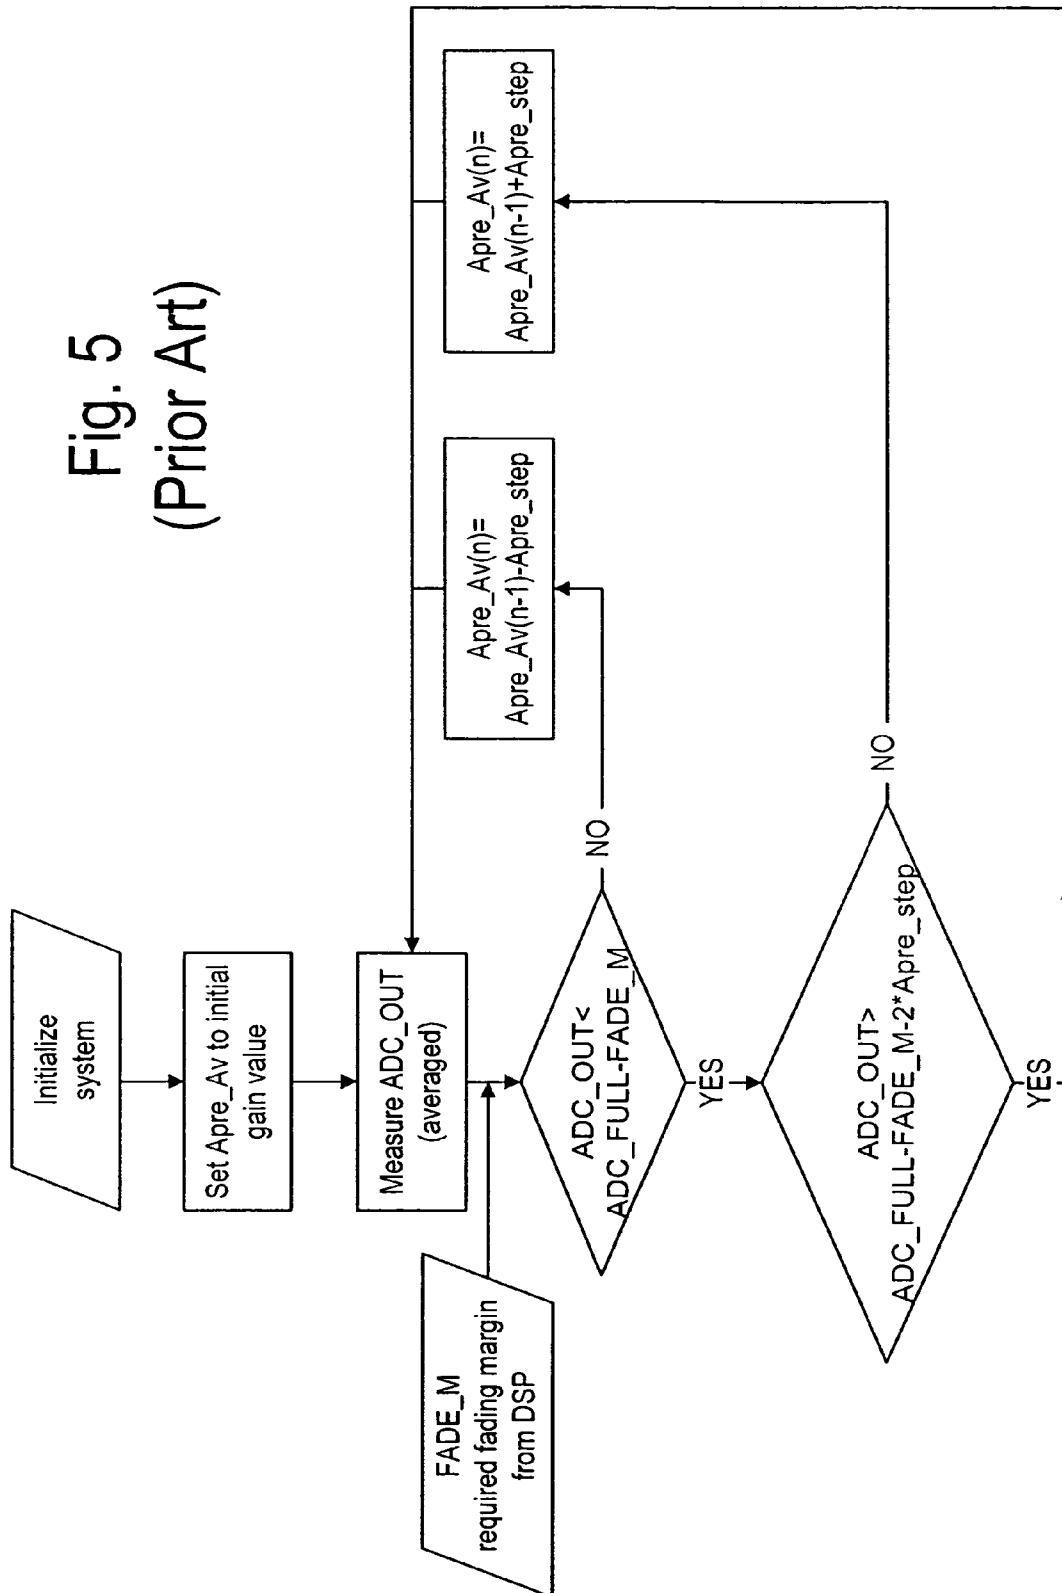 Fig. 5
(Prior Art)
Initialize
system
Set Apre_Av to initial
gain value
Measure ADC_OUT
(averaged)
FADE_M
required fading margin
from DSP
ADC_OUT<
ADC_FULL-FADE_M
NO
YES
Apre_Av(n)=
Apre_Av(n-1)-Apre_step
ADC_OUT>
ADC_FULL-FADE_M-2*Apre_step
NO
YES
Apre_Av(n)=
Apre_Av(n-1)+Apre_step